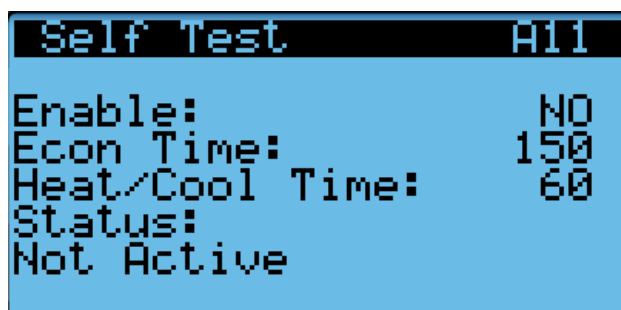 Self Test A11
Enable: NO
Econ Time: 150
Heat/Cool Time: 60
Status:
Not Active